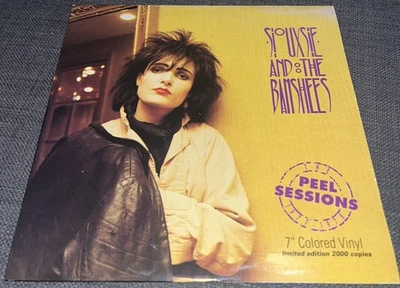 SIOUXSIE
AND THE
BANSHEES
PEEL
SESSIONS
7" Colored Vinyl
limited edition 2000 copies